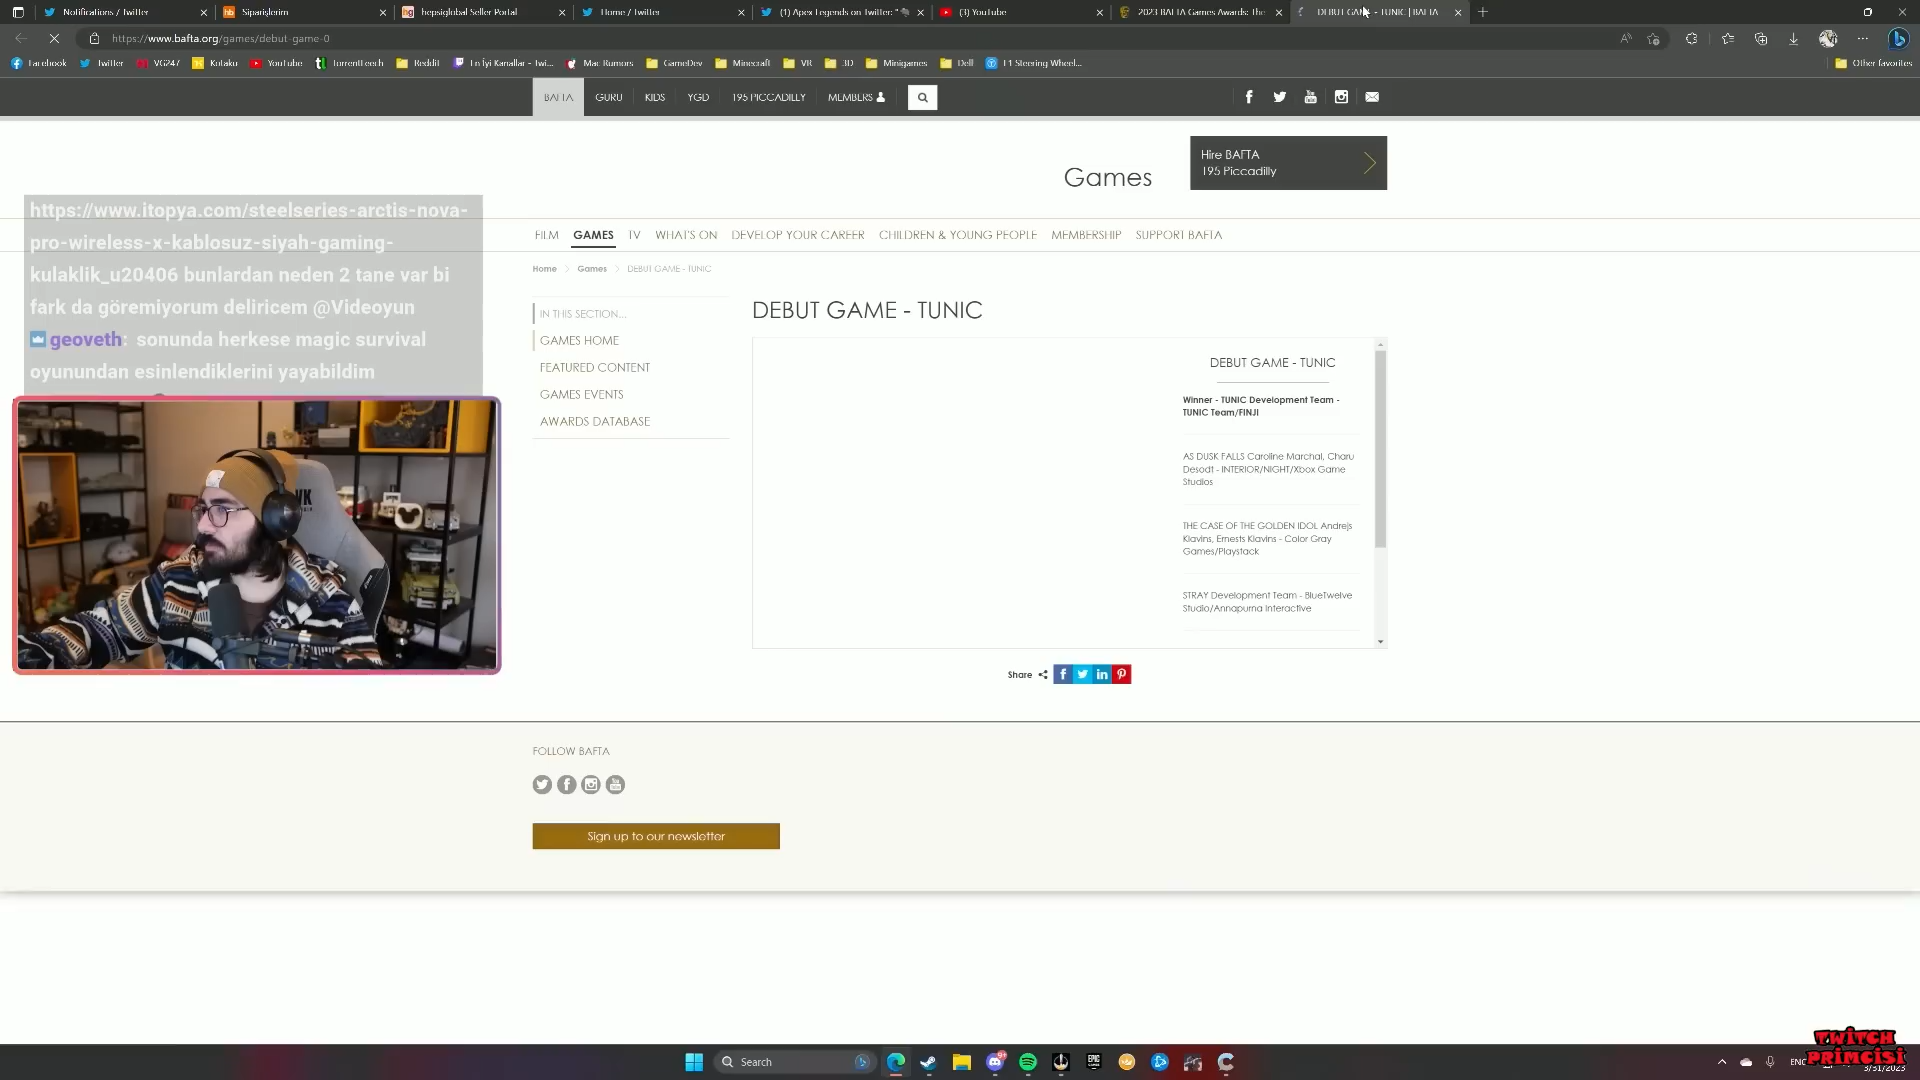 Notifications / Twitter
Siparişlerim
hepsiglobal Seller Portal
Home / Twitter
(1) Apex Legends on Twitter: "
(3) YouTube
2023 BAFTA Games Awards: The
DEBUT GAME - TUNIC | BAFTA
https://www.bafta.org/games/debut-game-0
Facebook
Twitter
VG247
Kotaku
YouTube
TorrentLeech
Reddit
En İyi Kanallar - Twi...
Mac Rumors
GameDev
Minecraft
VR
3D
Minigames
Dell
F1 Steering Wheel...
Other favorites
BAFTA
GURU
KIDS
YGD
195 PICCADILLY
MEMBERS
Hire BAFTA
195 Piccadilly
Games
FILM
GAMES
TV
WHAT'S ON
DEVELOP YOUR CAREER
CHILDREN & YOUNG PEOPLE
MEMBERSHIP
SUPPORT BAFTA
Home
Games
DEBUT GAME - TUNIC
https://www.itopya.com/steelseries-arctis-nova-
pro-wireless-x-kablosuz-siyah-gaming-
kulaklik_u20406 bunlardan neden 2 tane var bi
fark da göremiyorum deliricem @Videoyun
geoveth: sonunda herkese magic survival
oyunundan esinlendiklerini yayabildim
IN THIS SECTION...
GAMES HOME
FEATURED CONTENT
GAMES EVENTS
AWARDS DATABASE
DEBUT GAME - TUNIC
DEBUT GAME - TUNIC
Winner - TUNIC Development Team -
TUNIC Team/FINJI
AS DUSK FALLS Caroline Marchal, Charu
Desodt - INTERIOR/NIGHT/Xbox Game
Studios
THE CASE OF THE GOLDEN IDOL Andrejs
Klavins, Ernests Klavins - Color Gray
Games/Playstack
STRAY Development Team - BlueTwelve
Studio/Annapurna Interactive
Share
FOLLOW BAFTA
Sign up to our newsletter
Search
TWİTCH
PRIMCİSİ
3/31/2023